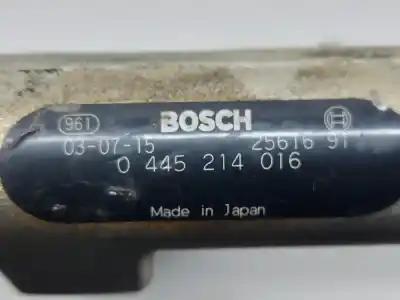 961 BOSCH
03-07-15 25616 91
0 445 214 016
Made in Japan